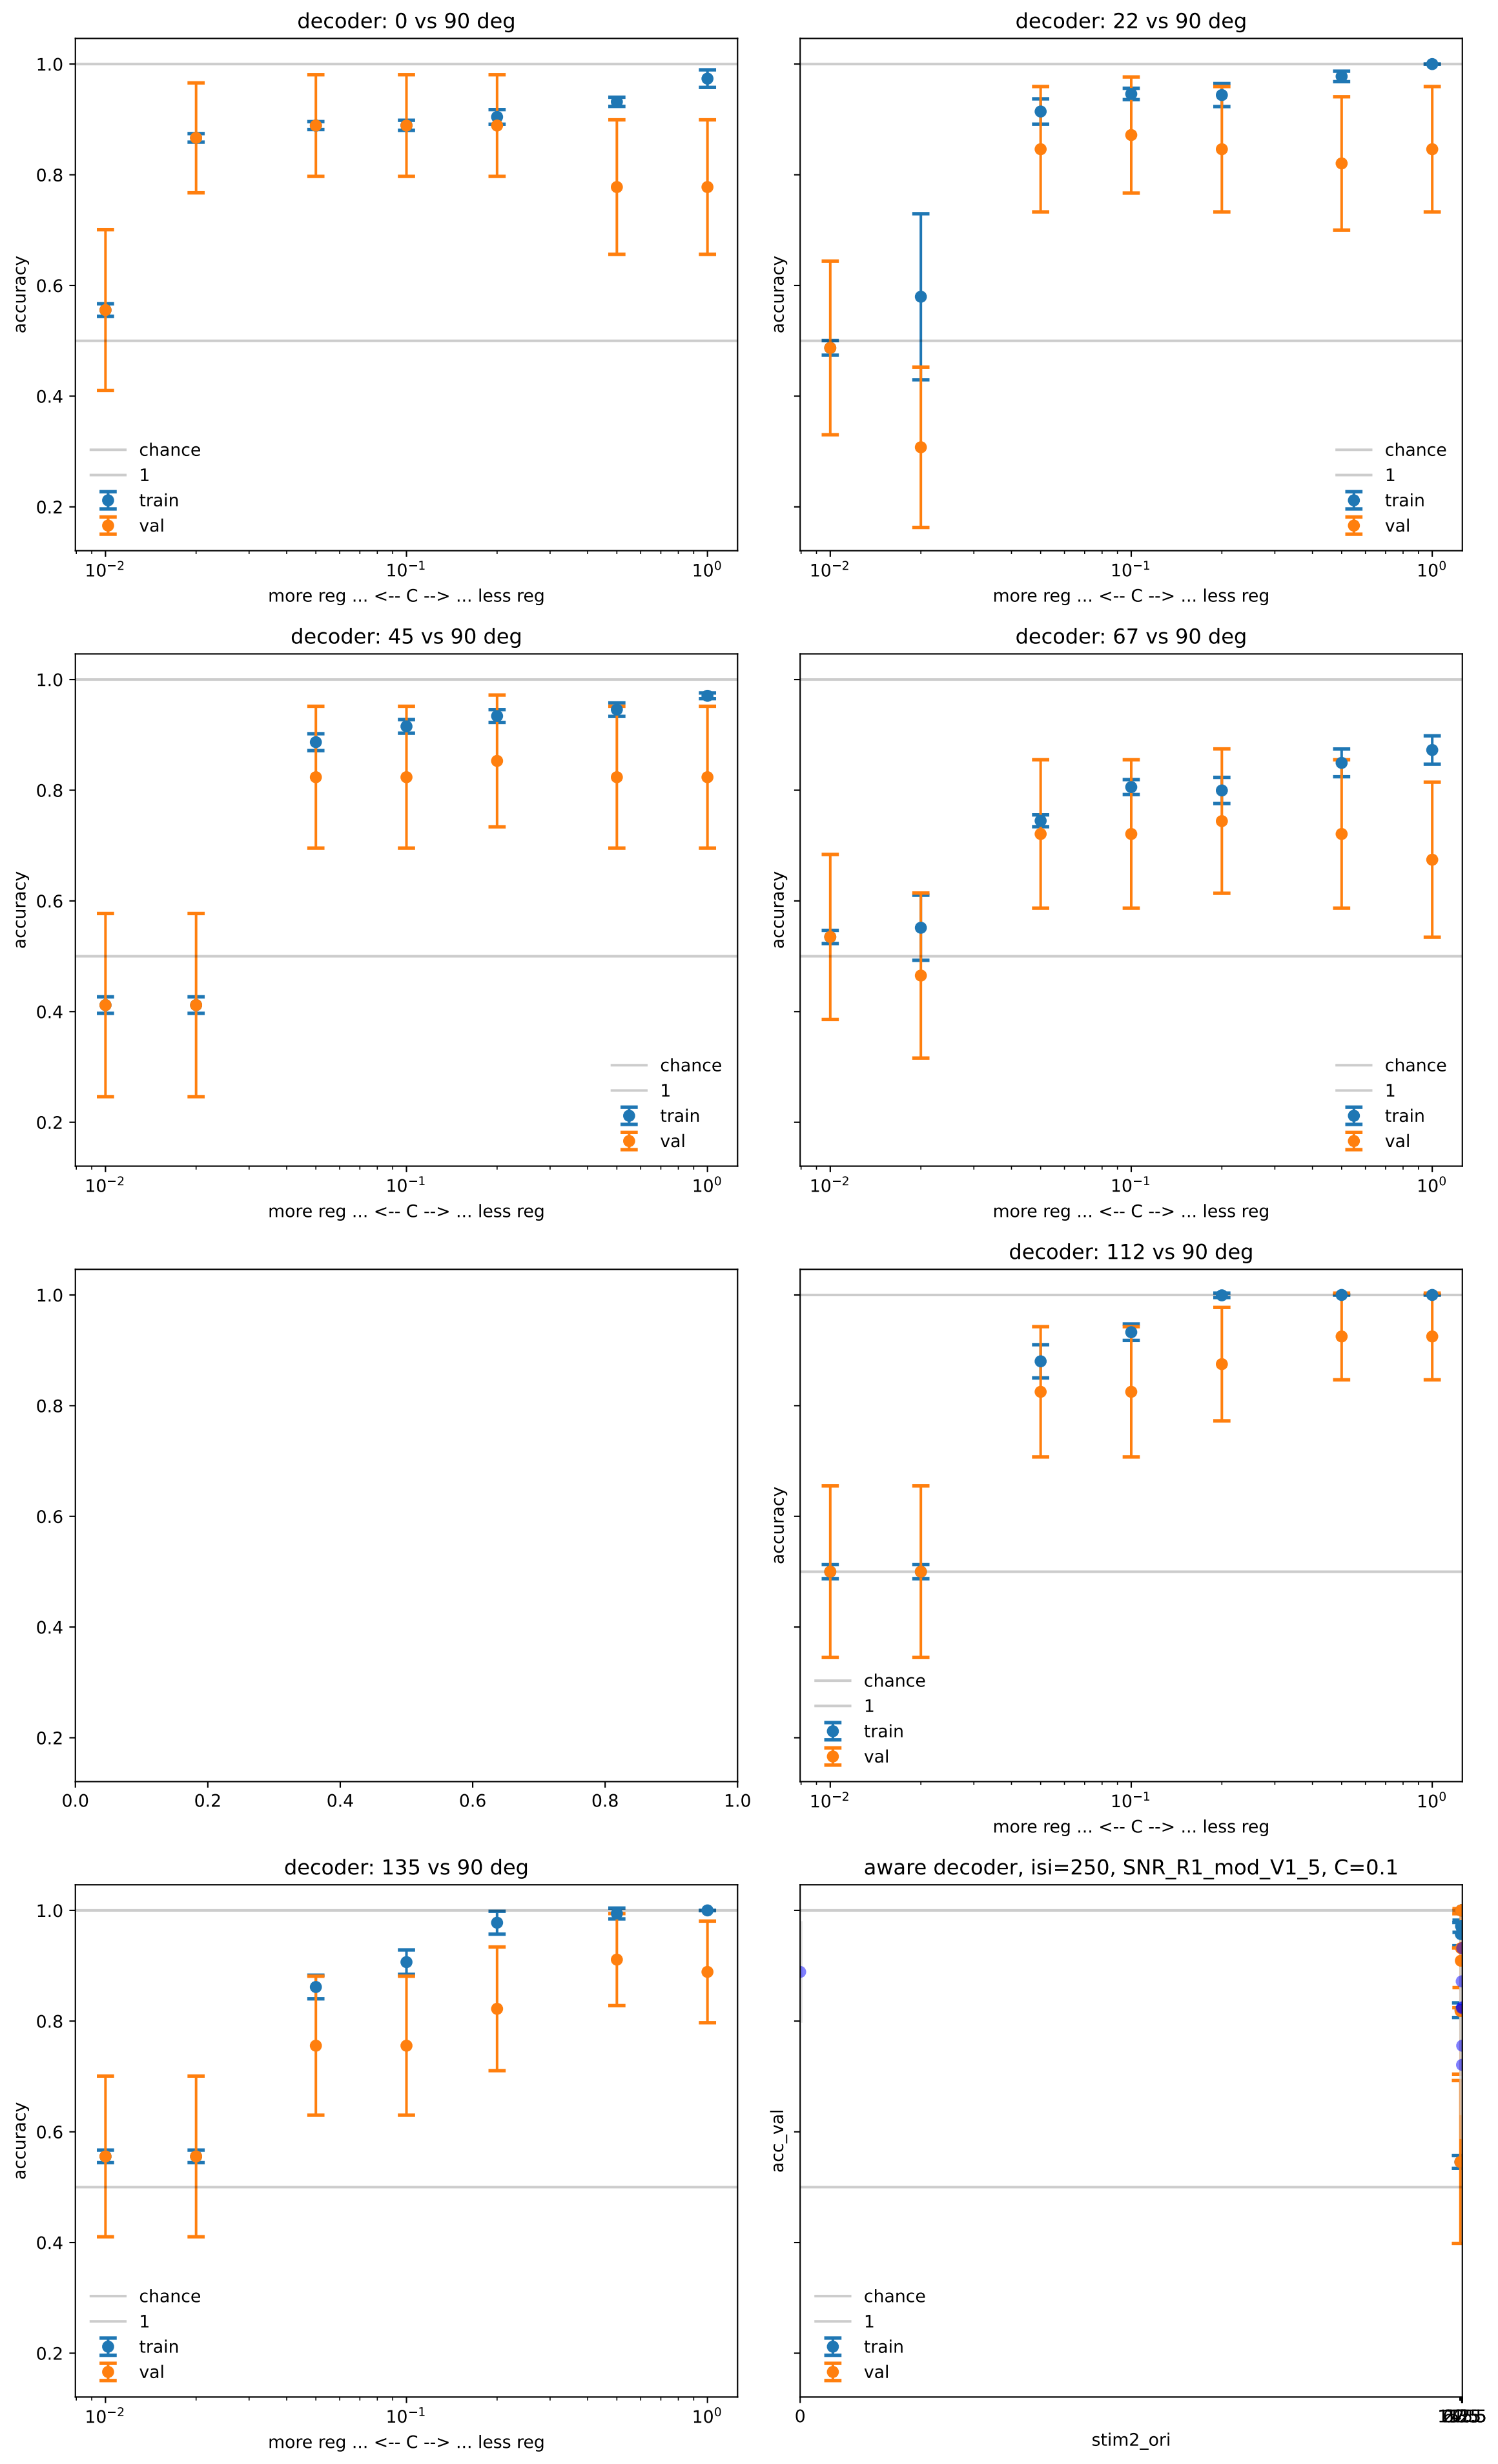 decoder: 0 vs 90 deg
1.0
0.8
0.6
0.4
0.2
accuracy
chance
1
train
val
10⁻² 10⁻¹ 10⁰
more reg ... <-- C --> ... less reg
decoder: 22 vs 90 deg
accuracy
chance
1
train
val
10⁻² 10⁻¹ 10⁰
more reg ... <-- C --> ... less reg
decoder: 45 vs 90 deg
1.0
0.8
0.6
0.4
0.2
accuracy
chance
1
train
val
10⁻² 10⁻¹ 10⁰
more reg ... <-- C --> ... less reg
decoder: 67 vs 90 deg
accuracy
chance
1
train
val
10⁻² 10⁻¹ 10⁰
more reg ... <-- C --> ... less reg
1.0
0.8
0.6
0.4
0.2
0.0 0.2 0.4 0.6 0.8 1.0
decoder: 112 vs 90 deg
accuracy
chance
1
train
val
10⁻² 10⁻¹ 10⁰
more reg ... <-- C --> ... less reg
decoder: 135 vs 90 deg
1.0
0.8
0.6
0.4
0.2
accuracy
chance
1
train
val
10⁻² 10⁻¹ 10⁰
more reg ... <-- C --> ... less reg
aware decoder, isi=250, SNR_R1_mod_V1_5, C=0.1
acc_val
chance
1
train
val
0
stim2_ori